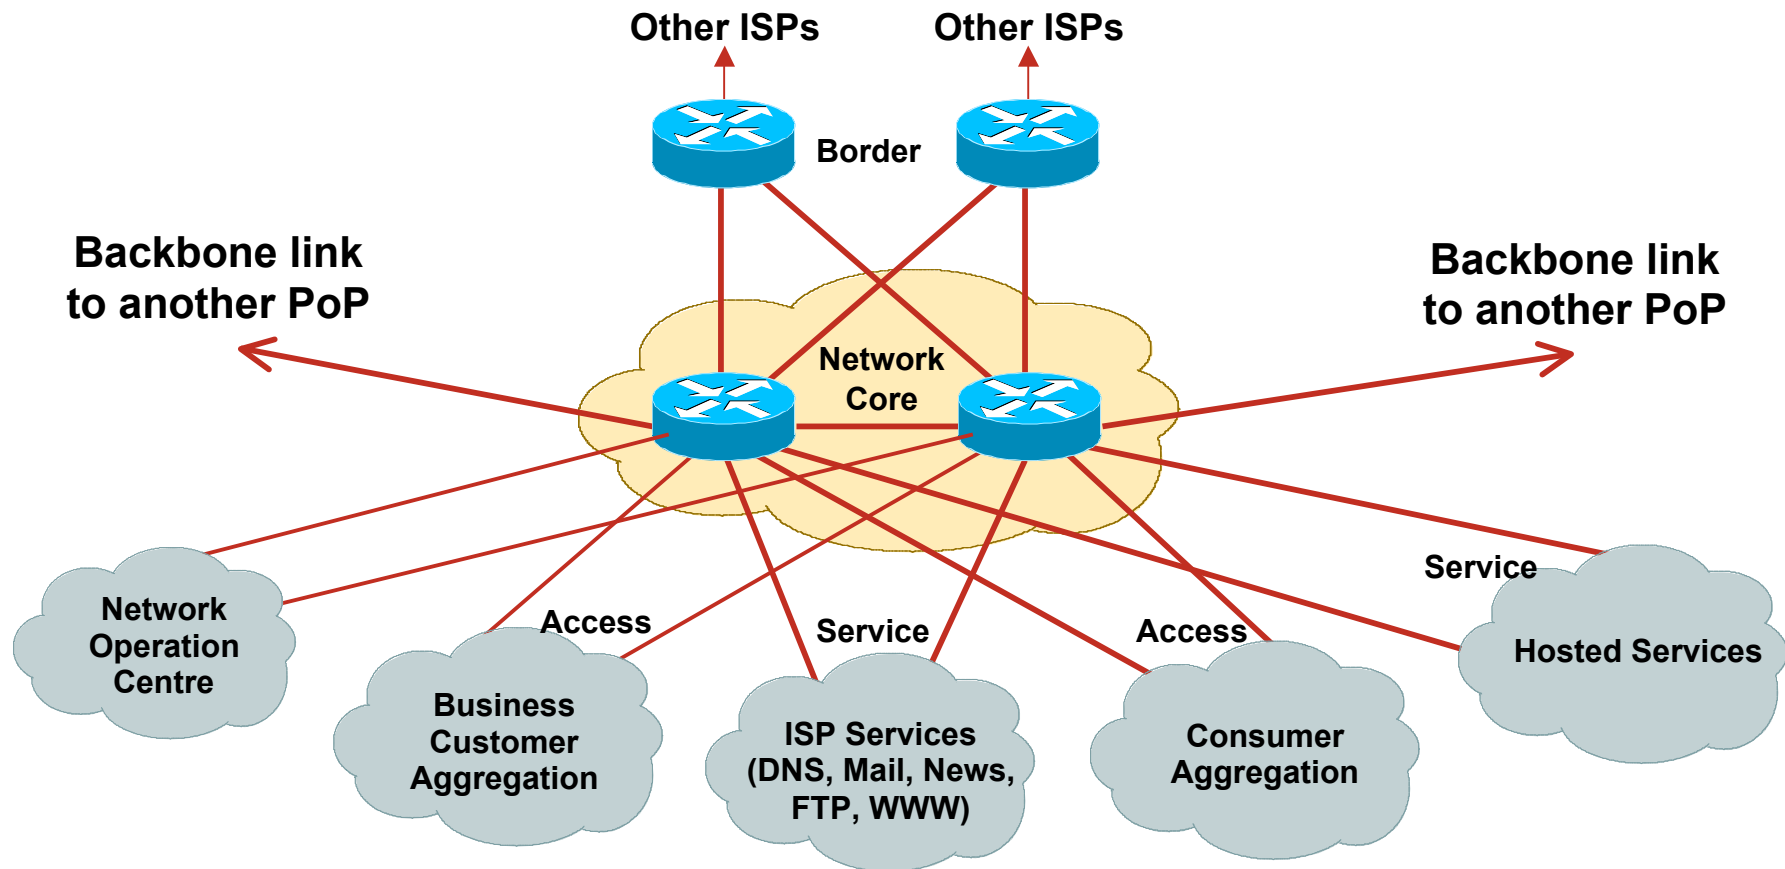 Other ISPs
Other ISPs
Border
Backbone link
to another PoP
Backbone link
to another PoP
Network
Core
Service
Access
Service
Access
Network
Operation
Centre
Business
Customer
Aggregation
ISP Services
(DNS, Mail, News,
FTP, WWW)
Consumer
Aggregation
Hosted Services